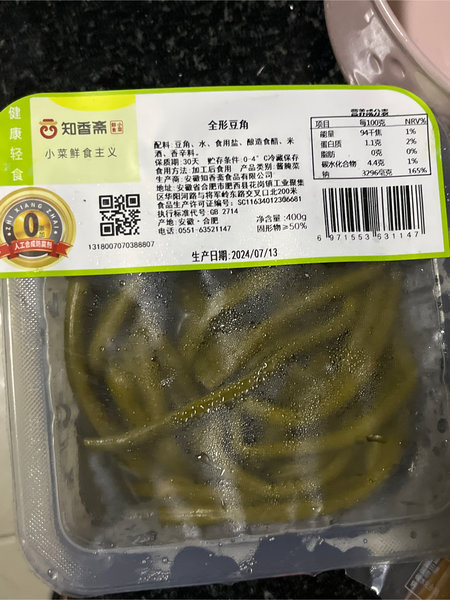 健康轻食
知香斋
小菜鲜食主义
ZHI XIANG ZHAI
0
人工合成防腐剂
1318007070388807
全形豆角
配料: 豆角、水、食用盐、酿造食醋、米
酒、香辛料。
保质期: 30天 贮存条件: 0-4°C冷藏保存
食用方法: 加工后食用 产品类别: 酱腌菜
生产商: 安徽知香斋食品有限公司
地址: 安徽省合肥市肥西县花岗镇工业聚集
区华阳河路与将军岭东路交叉口北200米
食品生产许可证编号: SC11634012306681
执行标准代号: GB 2714
产地: 安徽·合肥
电话: 0551-63521147
净含量: 400g
固形物≥50%
生产日期: 2024/07/13
营养成分表
项目 每100克 NRV%
能量 94千焦 1%
蛋白质 1.1克 2%
脂肪 0克 0%
碳水化合物 4.4克 1%
钠 3296毫克 165%
6 971553 631147